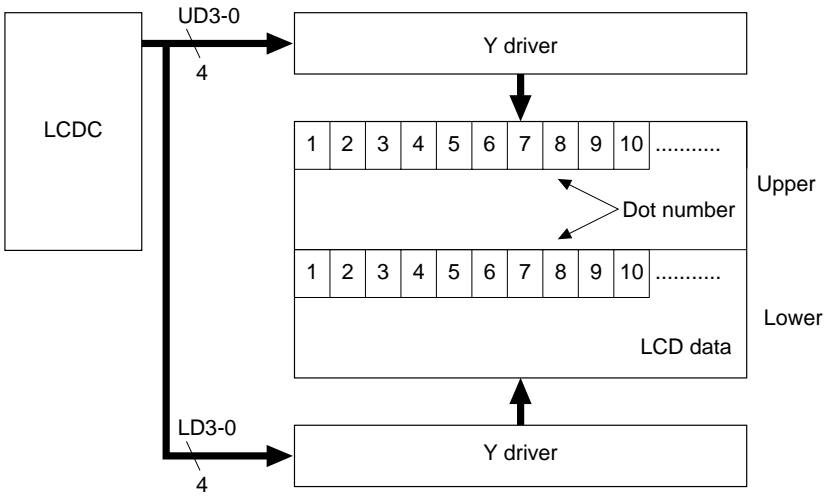 UD3-0
4
Y driver
LCDC
1 2 3 4 5 6 7 8 9 10 ...........
Upper
Dot number
1 2 3 4 5 6 7 8 9 10 ...........
Lower
LCD data
LD3-0
4
Y driver